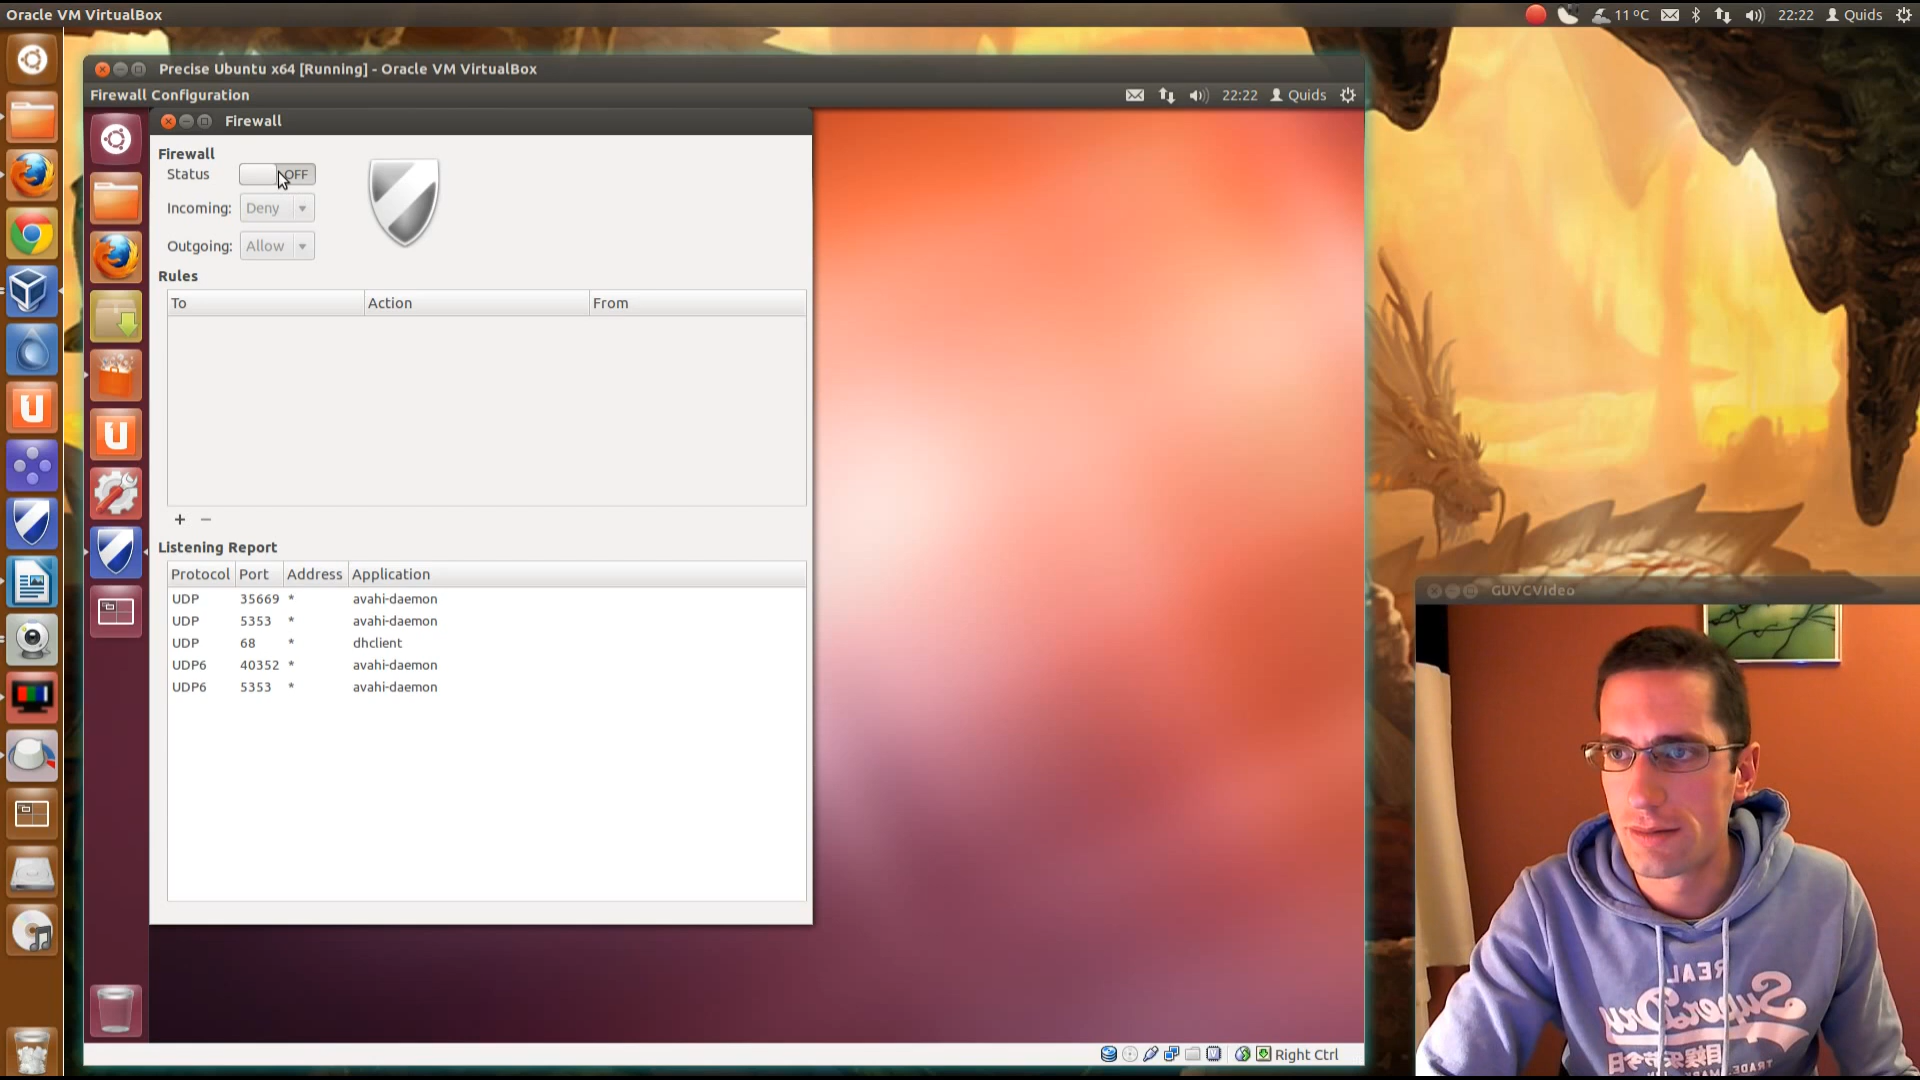 Oracle VM VirtualBox
11 °C
22:22
Quids
Precise Ubuntu x64 [Running] - Oracle VM VirtualBox
Firewall Configuration
22:22
Quids
Firewall
Firewall
Status
OFF
Incoming:
Deny
Outgoing:
Allow
Rules
To Action From
+ −
Listening Report
Protocol Port Address Application
UDP 35669 * avahi-daemon
UDP 5353 * avahi-daemon
UDP 68 * dhclient
UDP6 40352 * avahi-daemon
UDP6 5353 * avahi-daemon
Right Ctrl
GUVCVideo
REAL
SuperDry